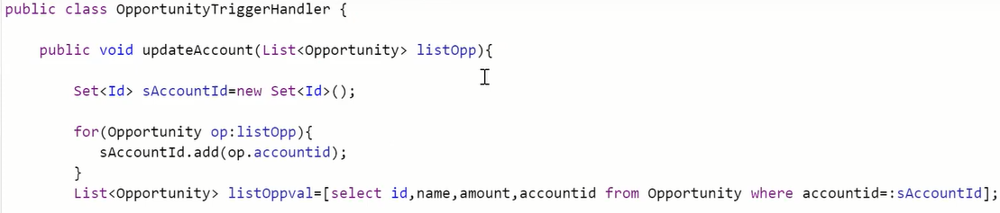 public class OpportunityTriggerHandler {
public void updateAccount(List<Opportunity> listOpp){
Set<Id> sAccountId=new Set<Id>();
for(Opportunity op:listOpp){
sAccountId.add(op.accountid);
}
List<Opportunity> listOppval=[select id,name,amount,accountid from Opportunity where accountid=:sAccountId];